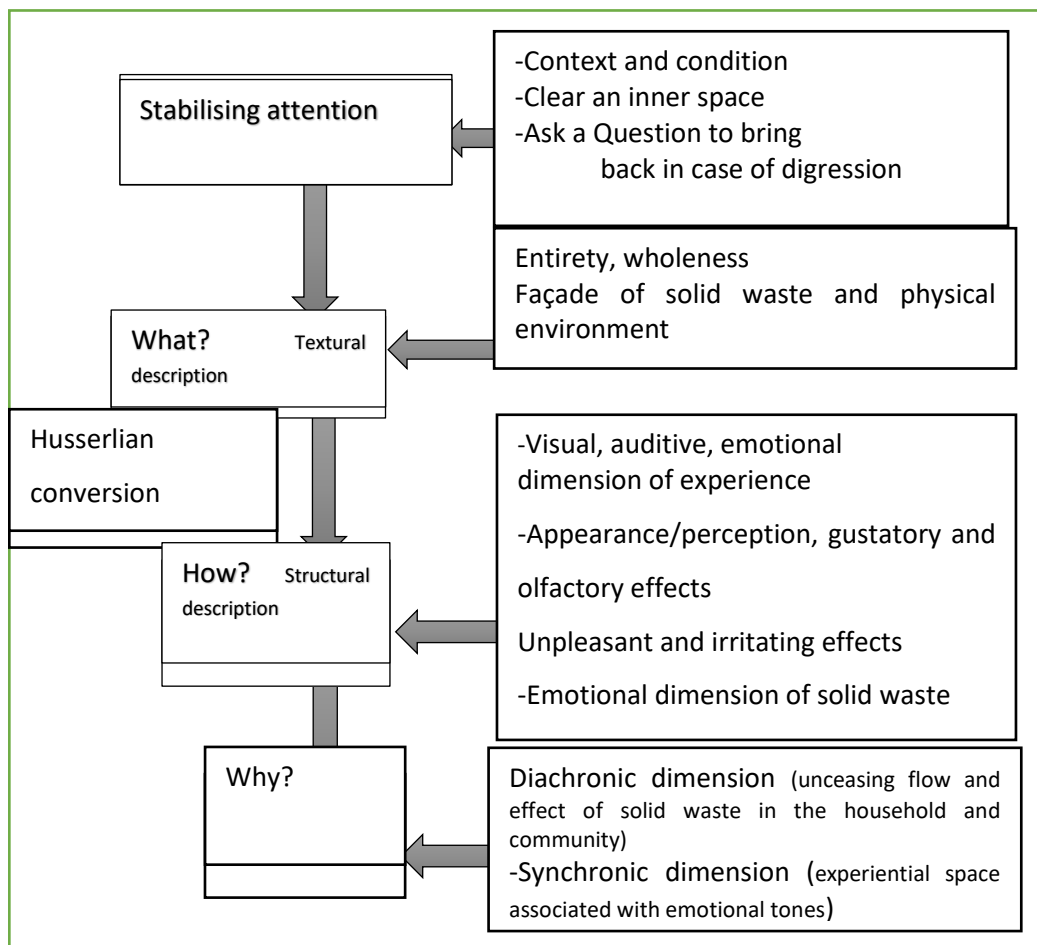 Stabilising attention
-Context and condition
-Clear an inner space
-Ask a Question to bring
back in case of digression
What? Textural
description
Entirety, wholeness
Façade of solid waste and physical
environment
Husserlian
conversion
How? Structural
description
-Visual, auditive, emotional
dimension of experience
-Appearance/perception, gustatory and
olfactory effects
Unpleasant and irritating effects
-Emotional dimension of solid waste
Why?
Diachronic dimension (unceasing flow and
effect of solid waste in the household and
community)
-Synchronic dimension (experiential space
associated with emotional tones)